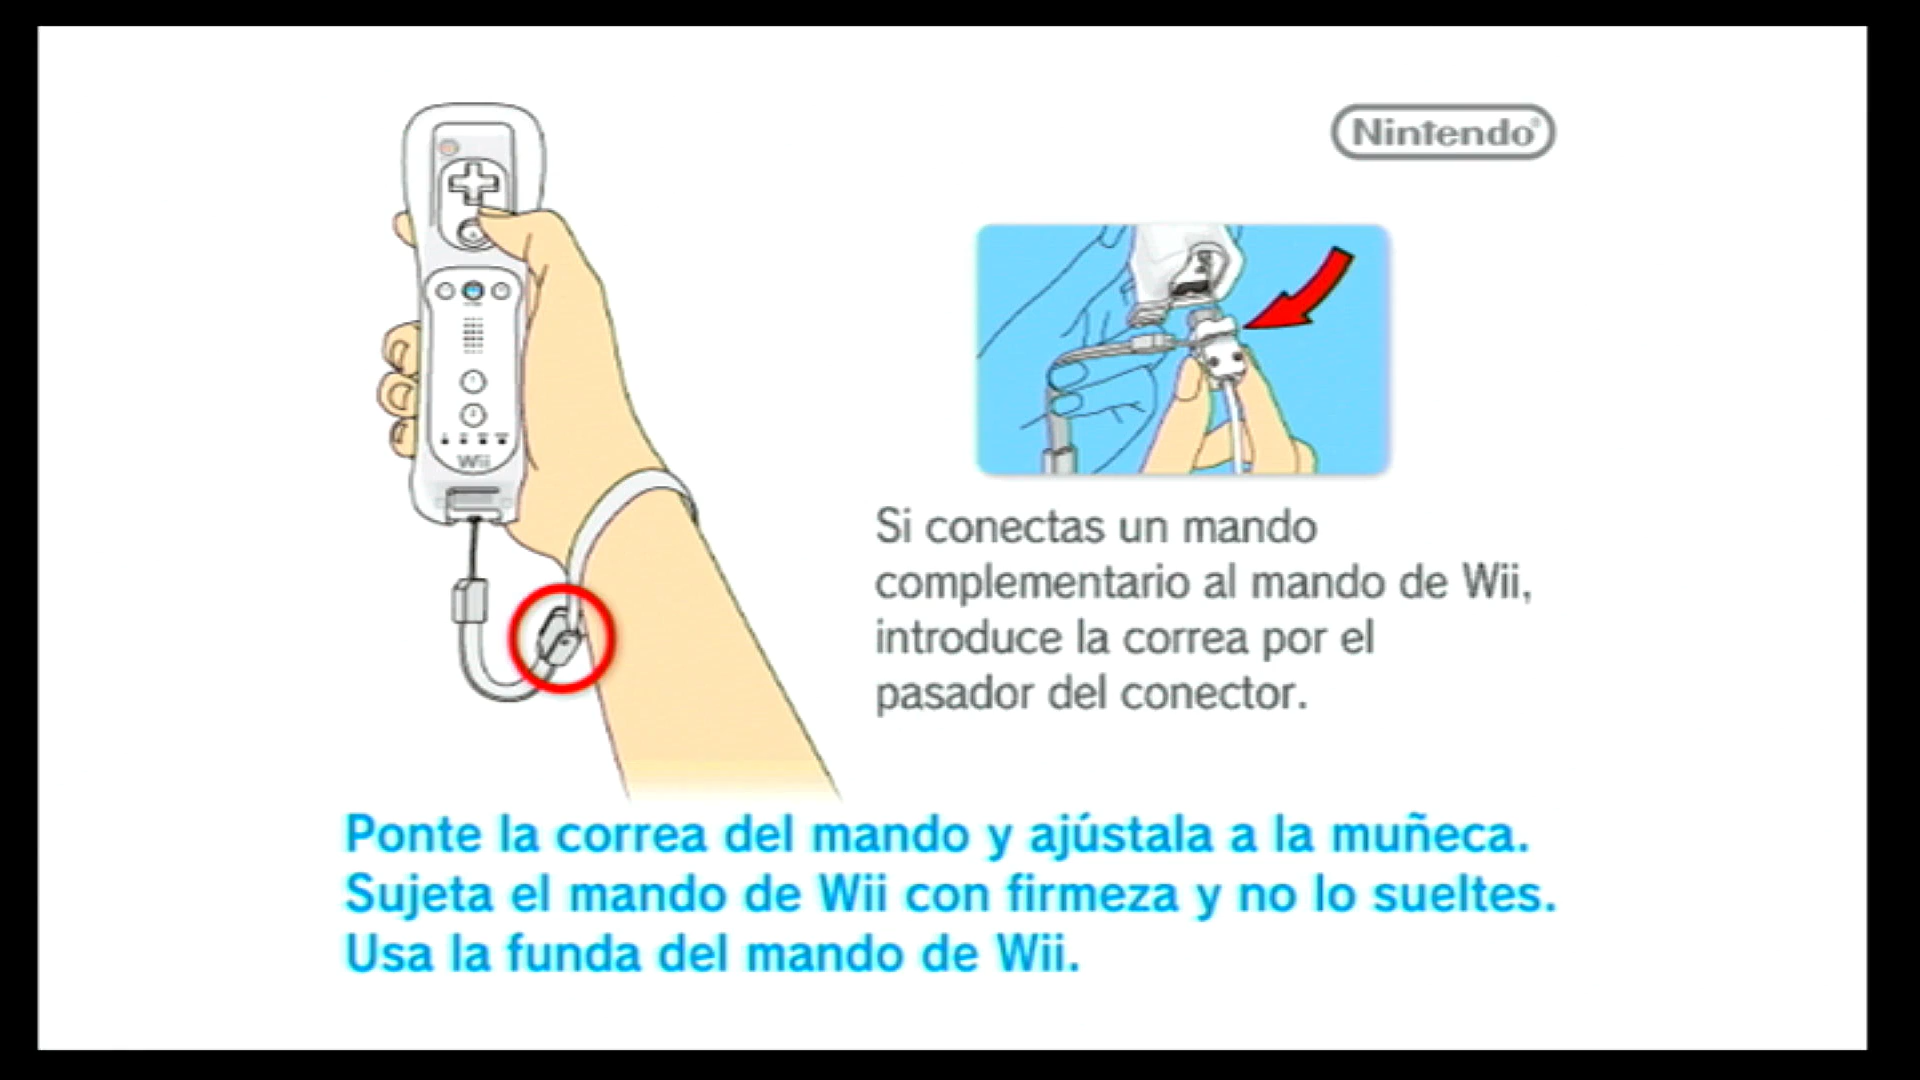 Nintendo®
Wii
Si conectas un mando
complementario al mando de Wii,
introduce la correa por el
pasador del conector.
Ponte la correa del mando y ajústala a la muñeca.
Sujeta el mando de Wii con firmeza y no lo sueltes.
Usa la funda del mando de Wii.